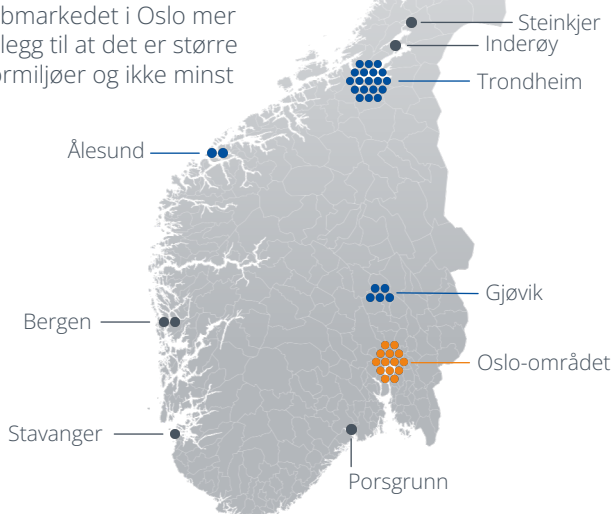 bmarkedet i Oslo mer
legg til at det er større
rmiljøer og ikke minst
Steinkjer
Inderøy
Trondheim
Ålesund
Gjøvik
Bergen
Oslo-området
Stavanger
Porsgrunn